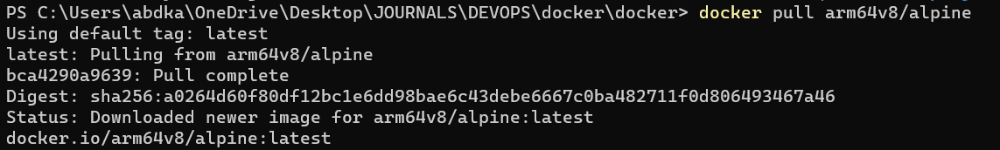 PS C:\Users\abdka\OneDrive\Desktop\JOURNALS\DEVOPS\docker\docker> docker pull arm64v8/alpine
Using default tag: latest
latest: Pulling from arm64v8/alpine
bca4290a9639: Pull complete
Digest: sha256:a0264d60f80df12bc1e6dd98bae6c43debe6667c0ba482711f0d806493467a46
Status: Downloaded newer image for arm64v8/alpine:latest
docker.io/arm64v8/alpine:latest